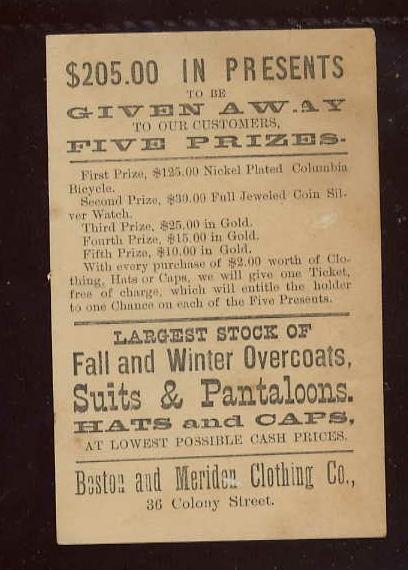 $205.00 IN PRESENTS
TO BE
GIVEN AWAY
TO OUR CUSTOMERS,
FIVE PRIZES.
First Prize, $125.00 Nickel Plated Columbia
Bicycle.
Second Prize, $30.00 Full Jeweled Coin Sil-
ver Watch.
Third Prize, $25.00 in Gold.
Fourth Prize, $15.00 in Gold.
Fifth Prize, $10.00 in Gold.
With every purchase of $2.00 worth of Clo-
thing, Hats or Caps, we will give one Ticket,
free of charge, which will entitle the holder
to one Chance on each of the Five Presents.
LARGEST STOCK OF
Fall and Winter Overcoats,
Suits & Pantaloons.
HATS and CAPS,
AT LOWEST POSSIBLE CASH PRICES.
Boston and Meriden Clothing Co.,
36 Colony Street.